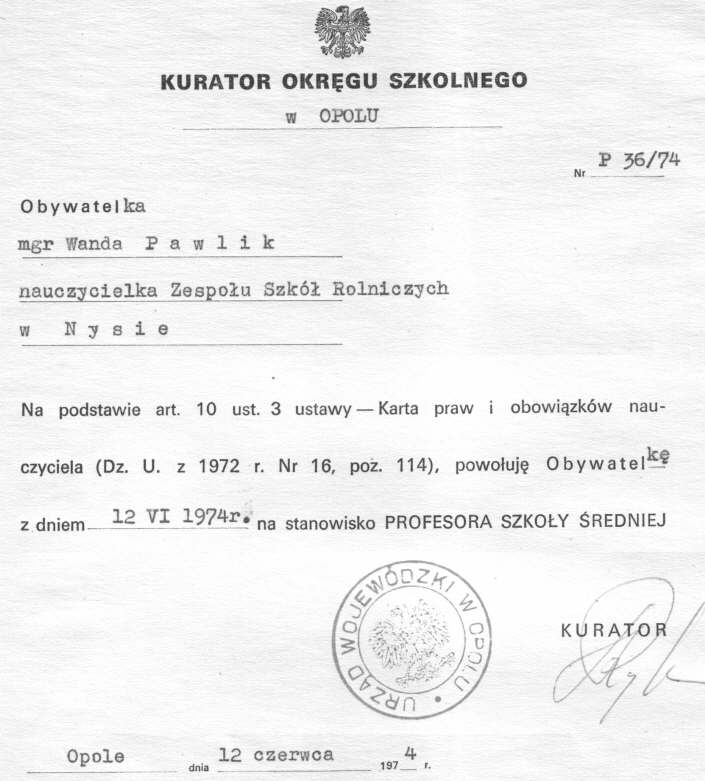 KURATOR OKRĘGU SZKOLNEGO
w OPOLU
Nr P 36/74
Obywatelka
mgr Wanda P a w l i k
nauczycielka Zespołu Szkół Rolniczych
w N y s i e
Na podstawie art. 10 ust. 3 ustawy — Karta praw i obowiązków nau-
czyciela (Dz. U. z 1972 r. Nr 16, poz. 114), powołuję Obywatelkę
z dniem 12 VI 1974r. na stanowisko PROFESORA SZKOŁY ŚREDNIEJ
URZĄD WOJEWÓDZKI W OPOLU
KURATOR
Opole dnia 12 czerwca 1974 r.